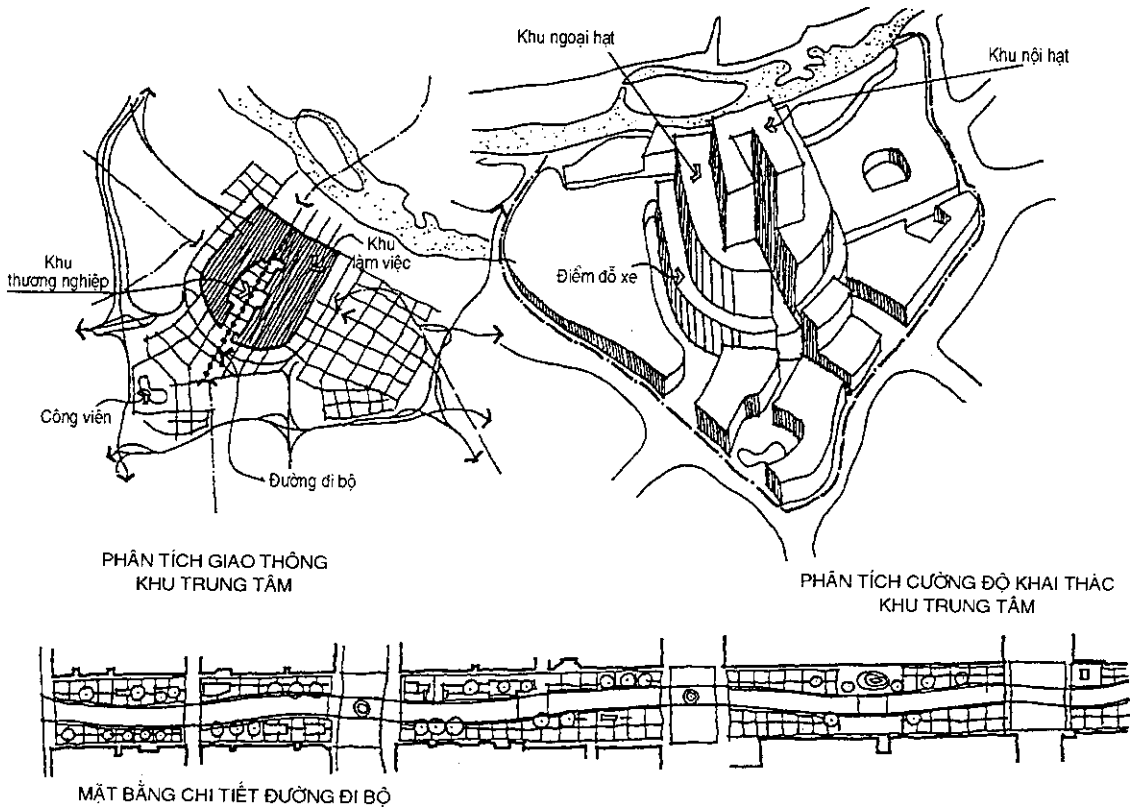 Khu ngoại hạt
Khu nội hạt
Khu
thương nghiệp
Khu
làm việc
Điểm đỗ xe
Công viên
Đường đi bộ
PHÂN TÍCH GIAO THÔNG
KHU TRUNG TÂM
PHÂN TÍCH CƯỜNG ĐỘ KHAI THÁC
KHU TRUNG TÂM
MẶT BẰNG CHI TIẾT ĐƯỜNG ĐI BỘ